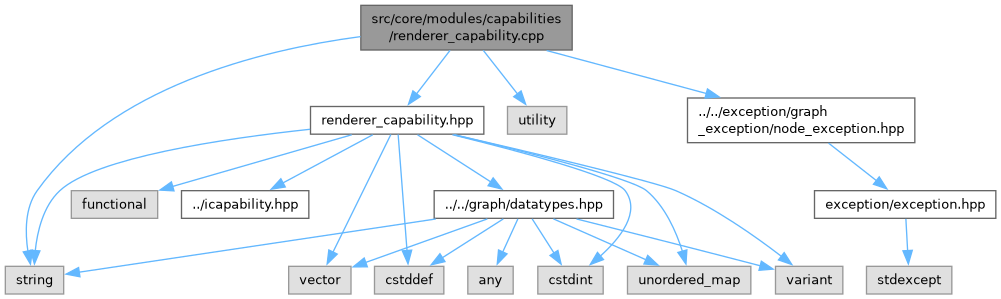 src/core/modules/capabilities
/renderer_capability.cpp
renderer_capability.hpp
utility
../../exception/graph
_exception/node_exception.hpp
functional
../icapability.hpp
../../graph/datatypes.hpp
exception/exception.hpp
string
vector
cstddef
any
cstdint
unordered_map
variant
stdexcept